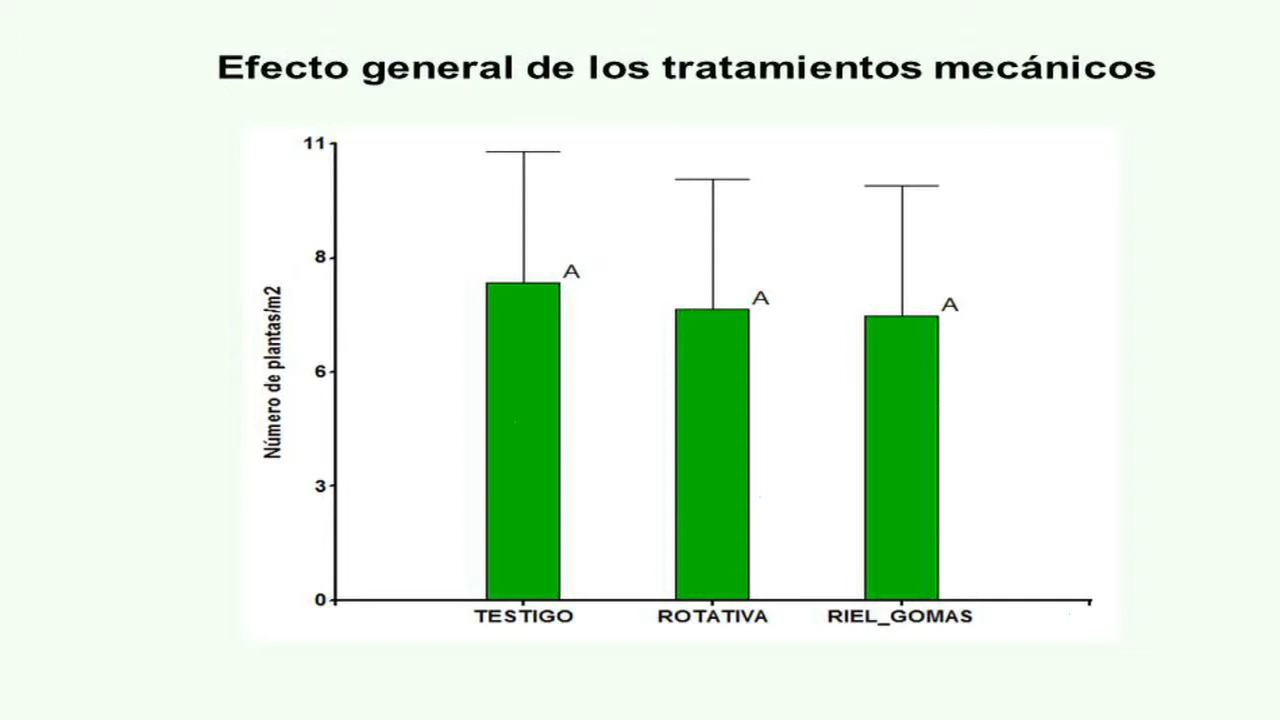 Efecto general de los tratamientos mecánicos
11
8
6
3
0
Número de plantas/m2
A
A
A
TESTIGO
ROTATIVA
RIEL_GOMAS